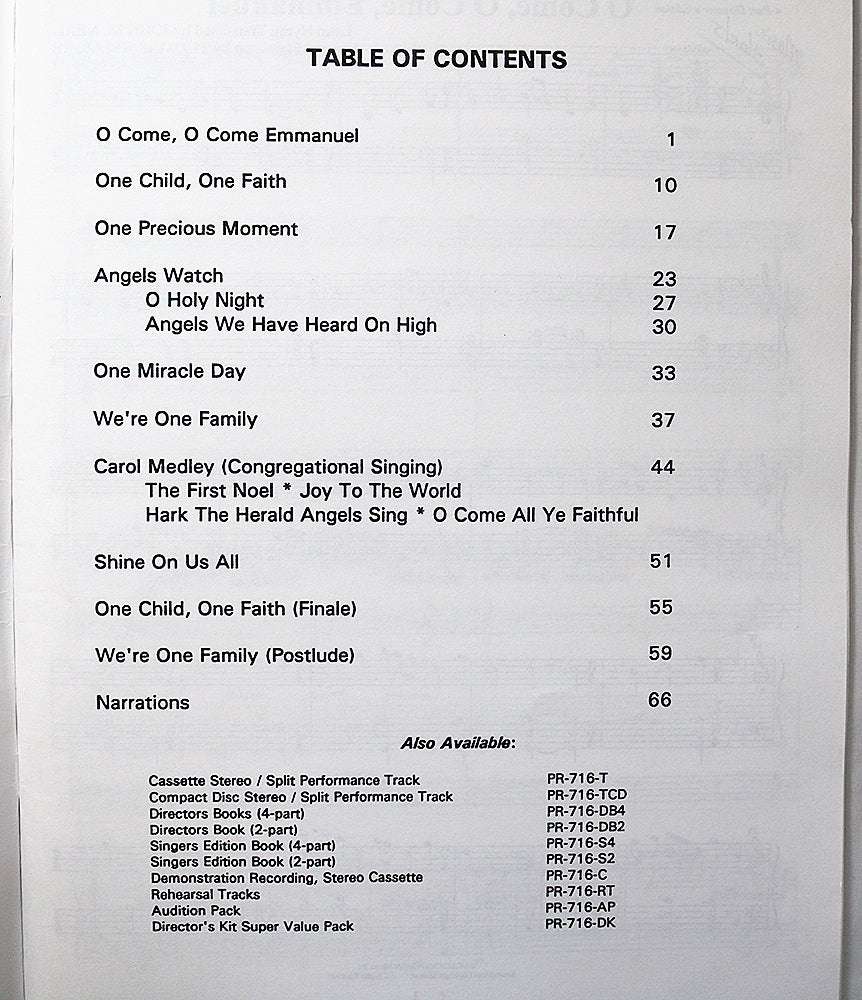 TABLE OF CONTENTS
O Come, O Come Emmanuel 1
One Child, One Faith 10
One Precious Moment 17
Angels Watch 23
O Holy Night 27
Angels We Have Heard On High 30
One Miracle Day 33
We're One Family 37
Carol Medley (Congregational Singing) 44
The First Noel * Joy To The World
Hark The Herald Angels Sing * O Come All Ye Faithful
Shine On Us All 51
One Child, One Faith (Finale) 55
We're One Family (Postlude) 59
Narrations 66
Also Available:
Cassette Stereo / Split Performance Track PR-716-T
Compact Disc Stereo / Split Performance Track PR-716-TCD
Directors Books (4-part) PR-716-DB4
Directors Book (2-part) PR-716-DB2
Singers Edition Book (4-part) PR-716-S4
Singers Edition Book (2-part) PR-716-S2
Demonstration Recording, Stereo Cassette PR-716-C
Rehearsal Tracks PR-716-RT
Audition Pack PR-716-AP
Director's Kit Super Value Pack PR-716-DK